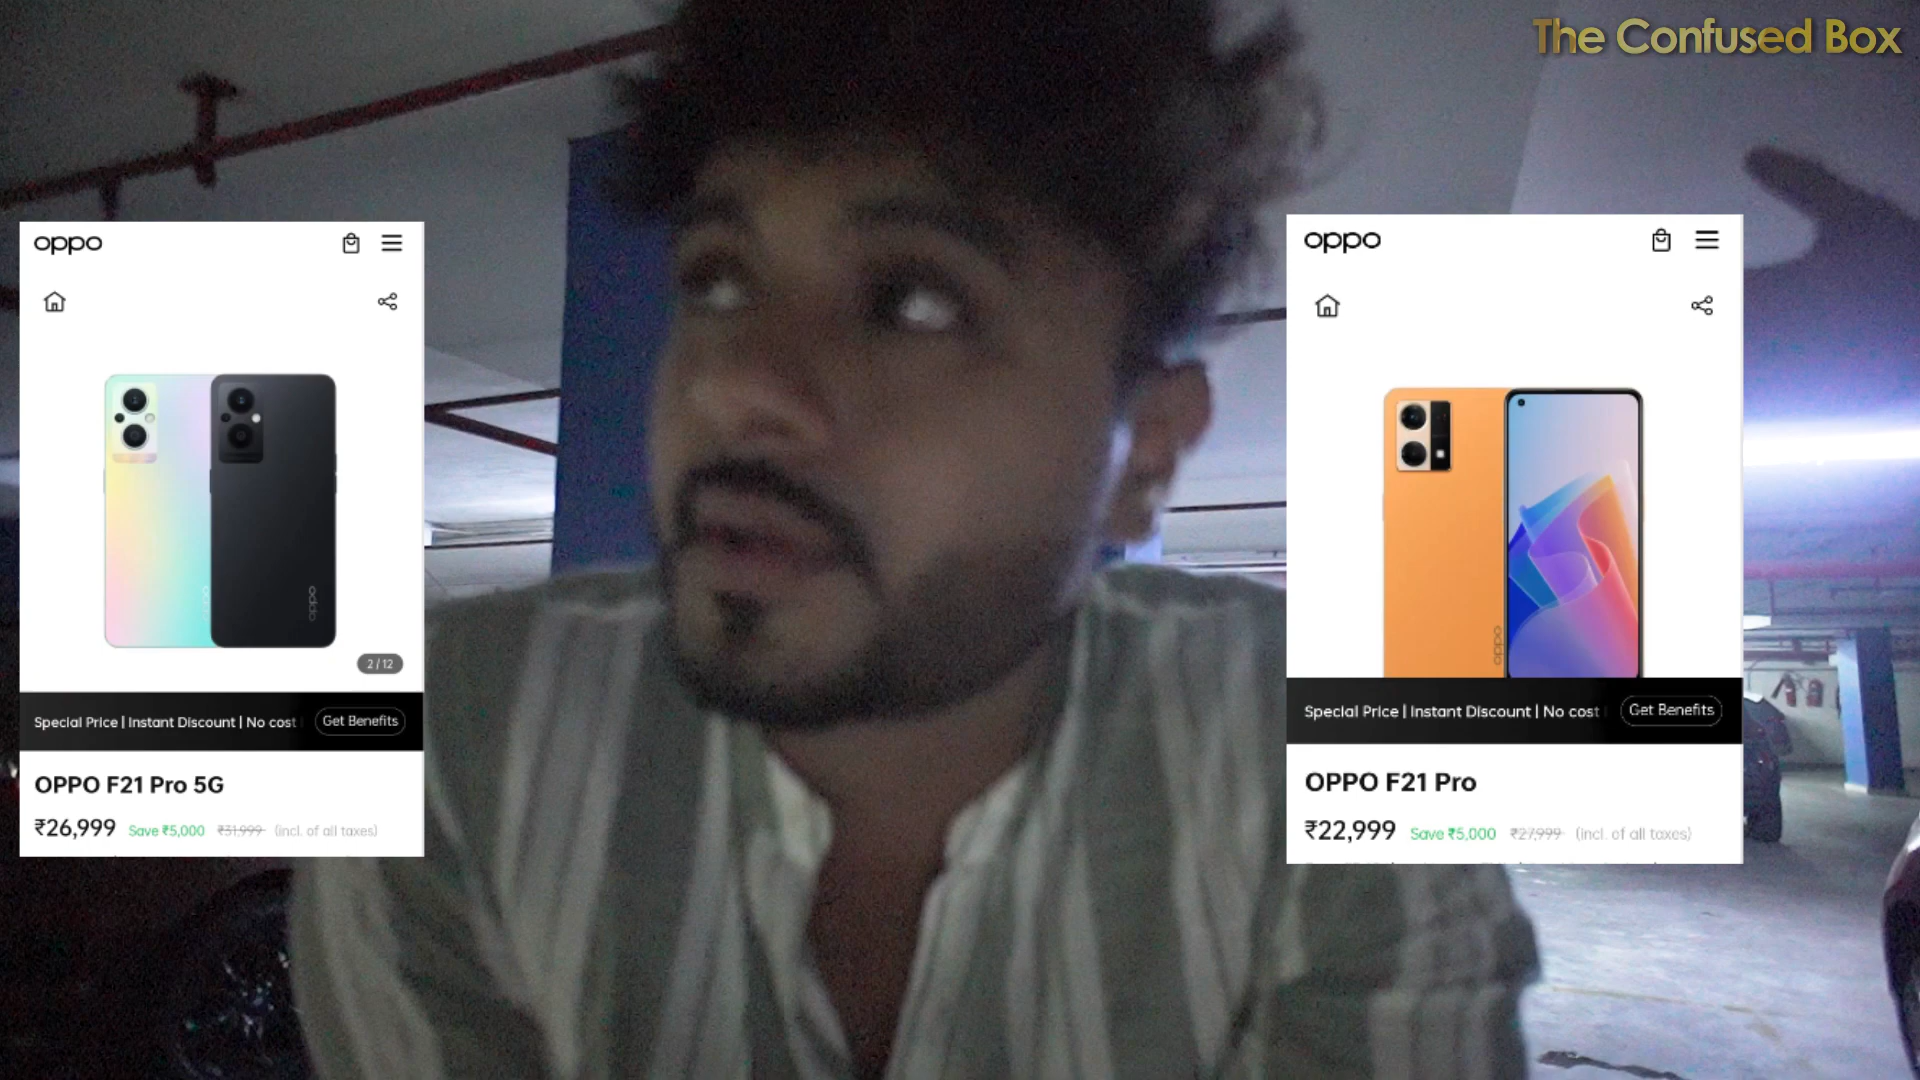 The Confused Box
oppo
2 / 12
Special Price | Instant Discount | No cost
Get Benefits
OPPO F21 Pro 5G
₹26,999 Save ₹5,000 ₹31,999 (incl. of all taxes)
oppo
Special Price | Instant Discount | No cost
Get Benefits
OPPO F21 Pro
₹22,999 Save ₹5,000 ₹27,999 (incl. of all taxes)